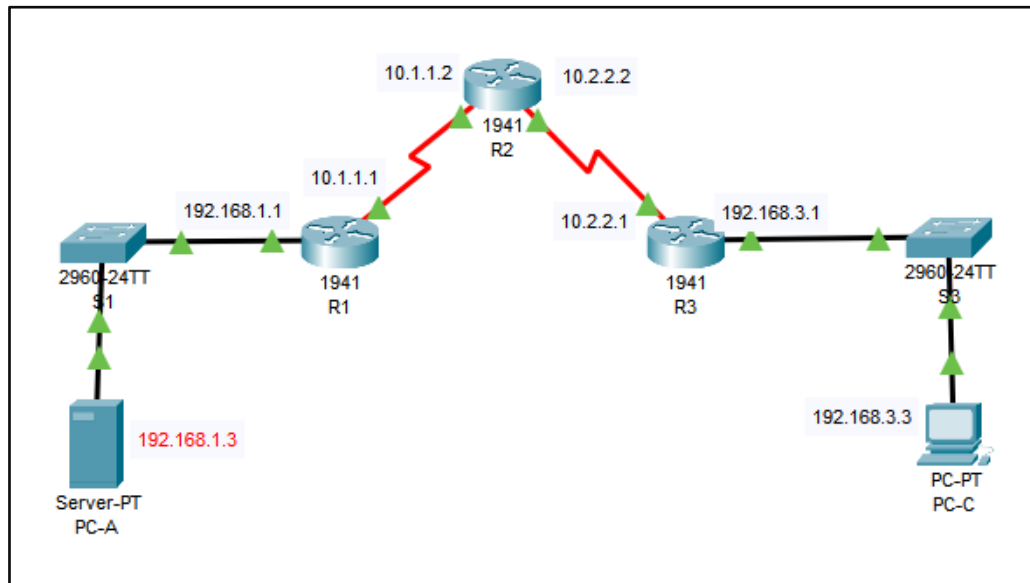 10.1.1.2
10.2.2.2
1941
R2
10.1.1.1
192.168.1.1
10.2.2.1
192.168.3.1
2960-24TT
S1
1941
R1
1941
R3
2960-24TT
S3
192.168.1.3
192.168.3.3
Server-PT
PC-A
PC-PT
PC-C